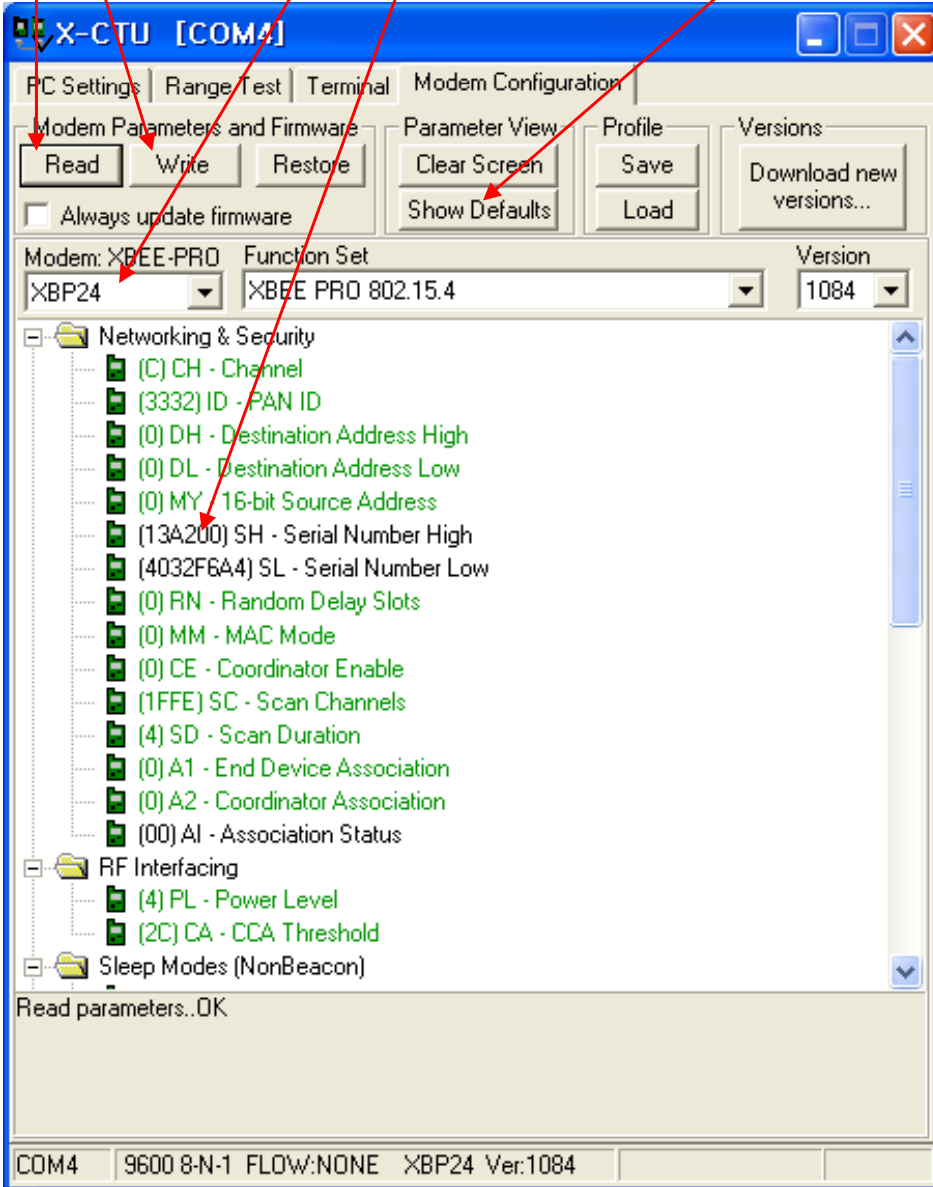 X-CTU [COM4]
PC Settings Range Test Terminal Modem Configuration
Modem Parameters and Firmware Parameter View Profile Versions
Read Write Restore Clear Screen Save Download new versions...
Always update firmware Show Defaults Load
Modem: XBEE-PRO Function Set Version
XBP24 XBEE PRO 802.15.4 1084
Networking & Security
(C) CH - Channel
(3332) ID - PAN ID
(0) DH - Destination Address High
(0) DL - Destination Address Low
(0) MY - 16-bit Source Address
(13A200) SH - Serial Number High
(4032F6A4) SL - Serial Number Low
(0) RN - Random Delay Slots
(0) MM - MAC Mode
(0) CE - Coordinator Enable
(1FFE) SC - Scan Channels
(4) SD - Scan Duration
(0) A1 - End Device Association
(0) A2 - Coordinator Association
(00) AI - Association Status
RF Interfacing
(4) PL - Power Level
(2C) CA - CCA Threshold
Sleep Modes (NonBeacon)
Read parameters..OK
COM4 9600 8-N-1 FLOW:NONE XBP24 Ver:1084